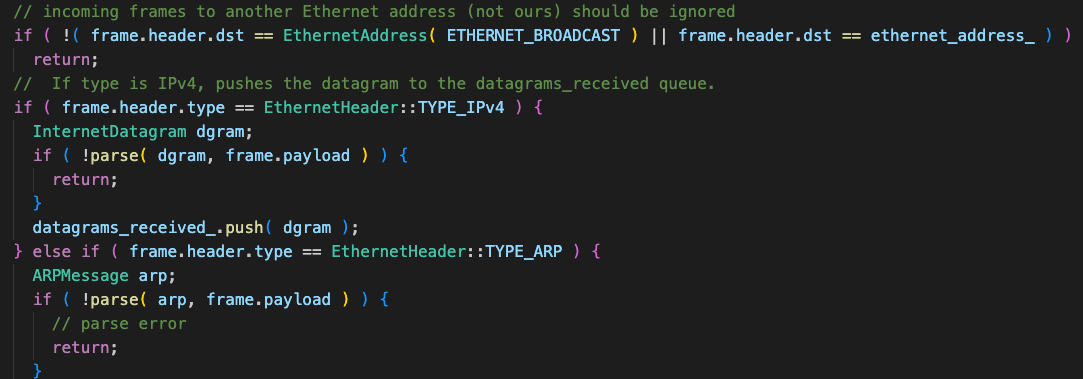 // incoming frames to another Ethernet address (not ours) should be ignored
if ( !( frame.header.dst == EthernetAddress( ETHERNET_BROADCAST ) || frame.header.dst == ethernet_address_ ) )
  return;
//  If type is IPv4, pushes the datagram to the datagrams_received queue.
if ( frame.header.type == EthernetHeader::TYPE_IPv4 ) {
  InternetDatagram dgram;
  if ( !parse( dgram, frame.payload ) ) {
    return;
  }
  datagrams_received_.push( dgram );
} else if ( frame.header.type == EthernetHeader::TYPE_ARP ) {
  ARPMessage arp;
  if ( !parse( arp, frame.payload ) ) {
    // parse error
    return;
  }